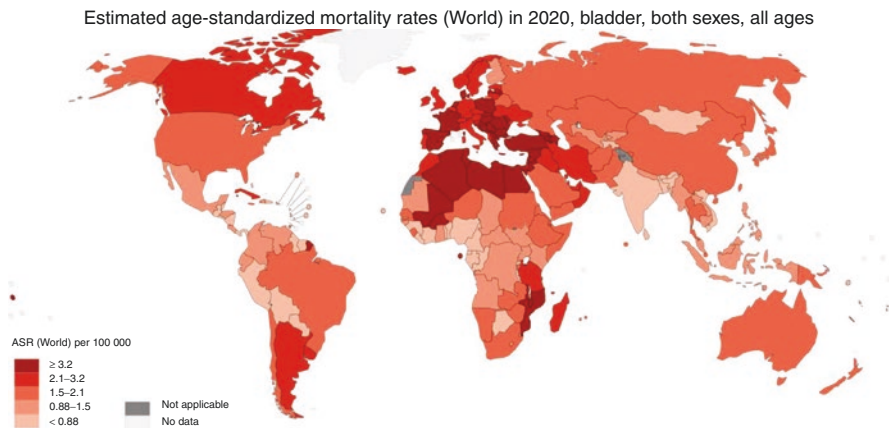 Estimated age-standardized mortality rates (World) in 2020, bladder, both sexes, all ages
ASR (World) per 100 000
≥ 3.2
2.1–3.2
1.5–2.1
0.88–1.5
< 0.88
Not applicable
No data